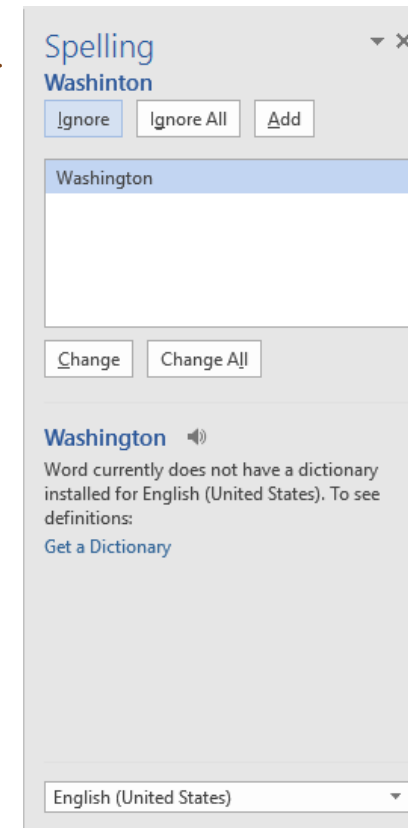 Spelling
Washinton
Ignore Ignore All Add
Washington
Change Change All
Washington
Word currently does not have a dictionary
installed for English (United States). To see
definitions:
Get a Dictionary
English (United States)